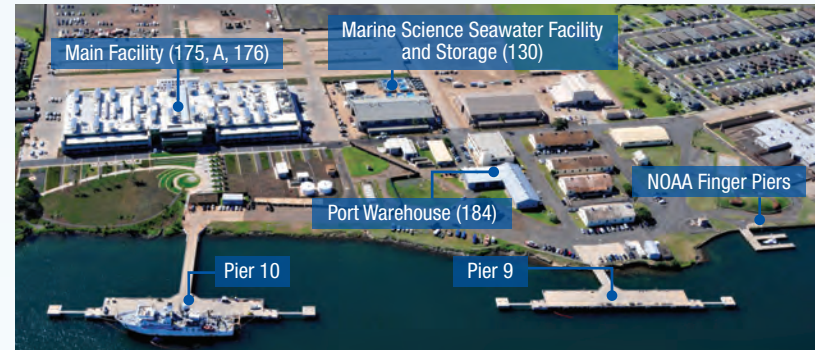 Marine Science Seawater Facility
and Storage (130)
Main Facility (175, A, 176)
NOAA Finger Piers
Port Warehouse (184)
Pier 10
Pier 9